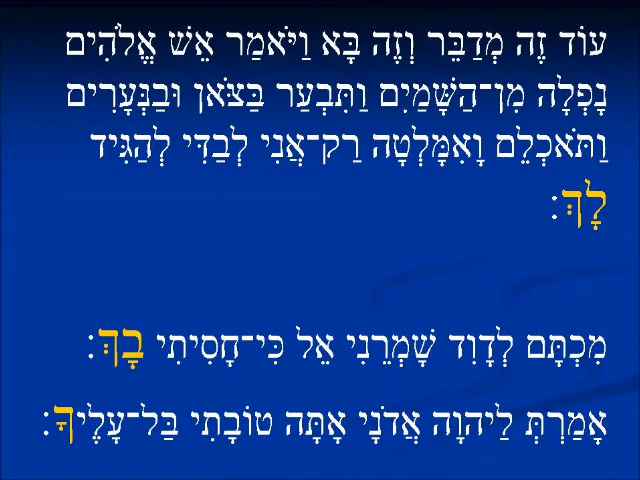 עוֹד זֶה מְדַבֵּר וְזֶה בָּא וַיֹּאמַר אֵשׁ אֱלֹהִים
נָפְלָה מִן־הַשָּׁמַיִם וַתִּבְעַר בַּצֹּאן וּבַנְּעָרִים
וַתֹּאכְלֵם וָאִמָּלְטָה רַק־אֲנִי לְבַדִּי לְהַגִּיד
לָךְ׃
מִכְתָּם לְדָוִד שָׁמְרֵנִי אֵל כִּי־חָסִיתִי בָךְ׃
אָמַרְתְּ לַיהוָה אֲדֹנָי אָתָּה טוֹבָתִי בַּל־עָלֶיךָ׃